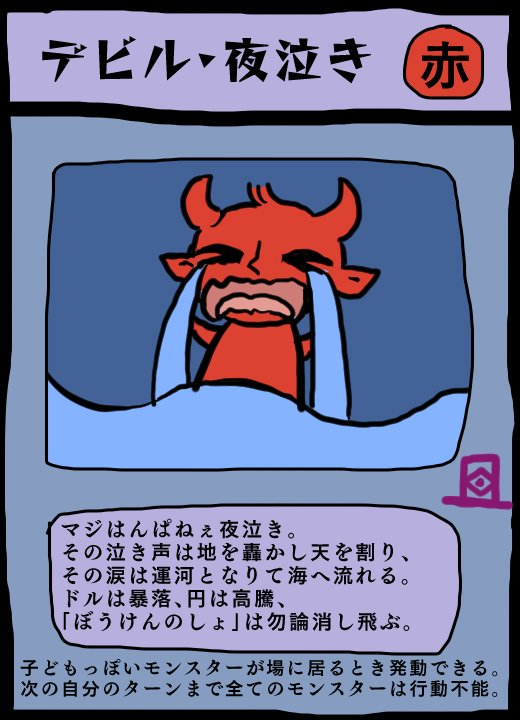 デビル・夜泣き
赤
マジはんぱねぇ夜泣き。
その泣き声は地を轟かし天を割り、
その涙は運河となりて海へ流れる。
ドルは暴落、円は高騰、
「ぼうけんのしょ」は勿論消し飛ぶ。
子どもっぽいモンスターが場に居るとき発動できる。
次の自分のターンまで全てのモンスターは行動不能。